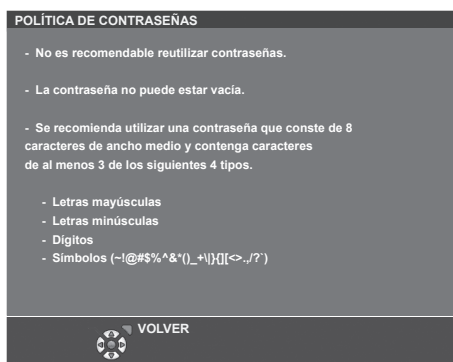 POLÍTICA DE CONTRASEÑAS
- No es recomendable reutilizar contraseñas.
- La contraseña no puede estar vacía.
- Se recomienda utilizar una contraseña que conste de 8
caracteres de ancho medio y contenga caracteres
de al menos 3 de los siguientes 4 tipos.
- Letras mayúsculas
- Letras minúsculas
- Dígitos
- Símbolos (~!@#$%^&*()_+\|}{][<>.,/?`)
VOLVER